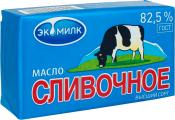 ЭКОМИЛК
82,5 %
ГОСТ
МАСЛО
СЛИВОЧНОЕ
ВЫСШИЙ СОРТ